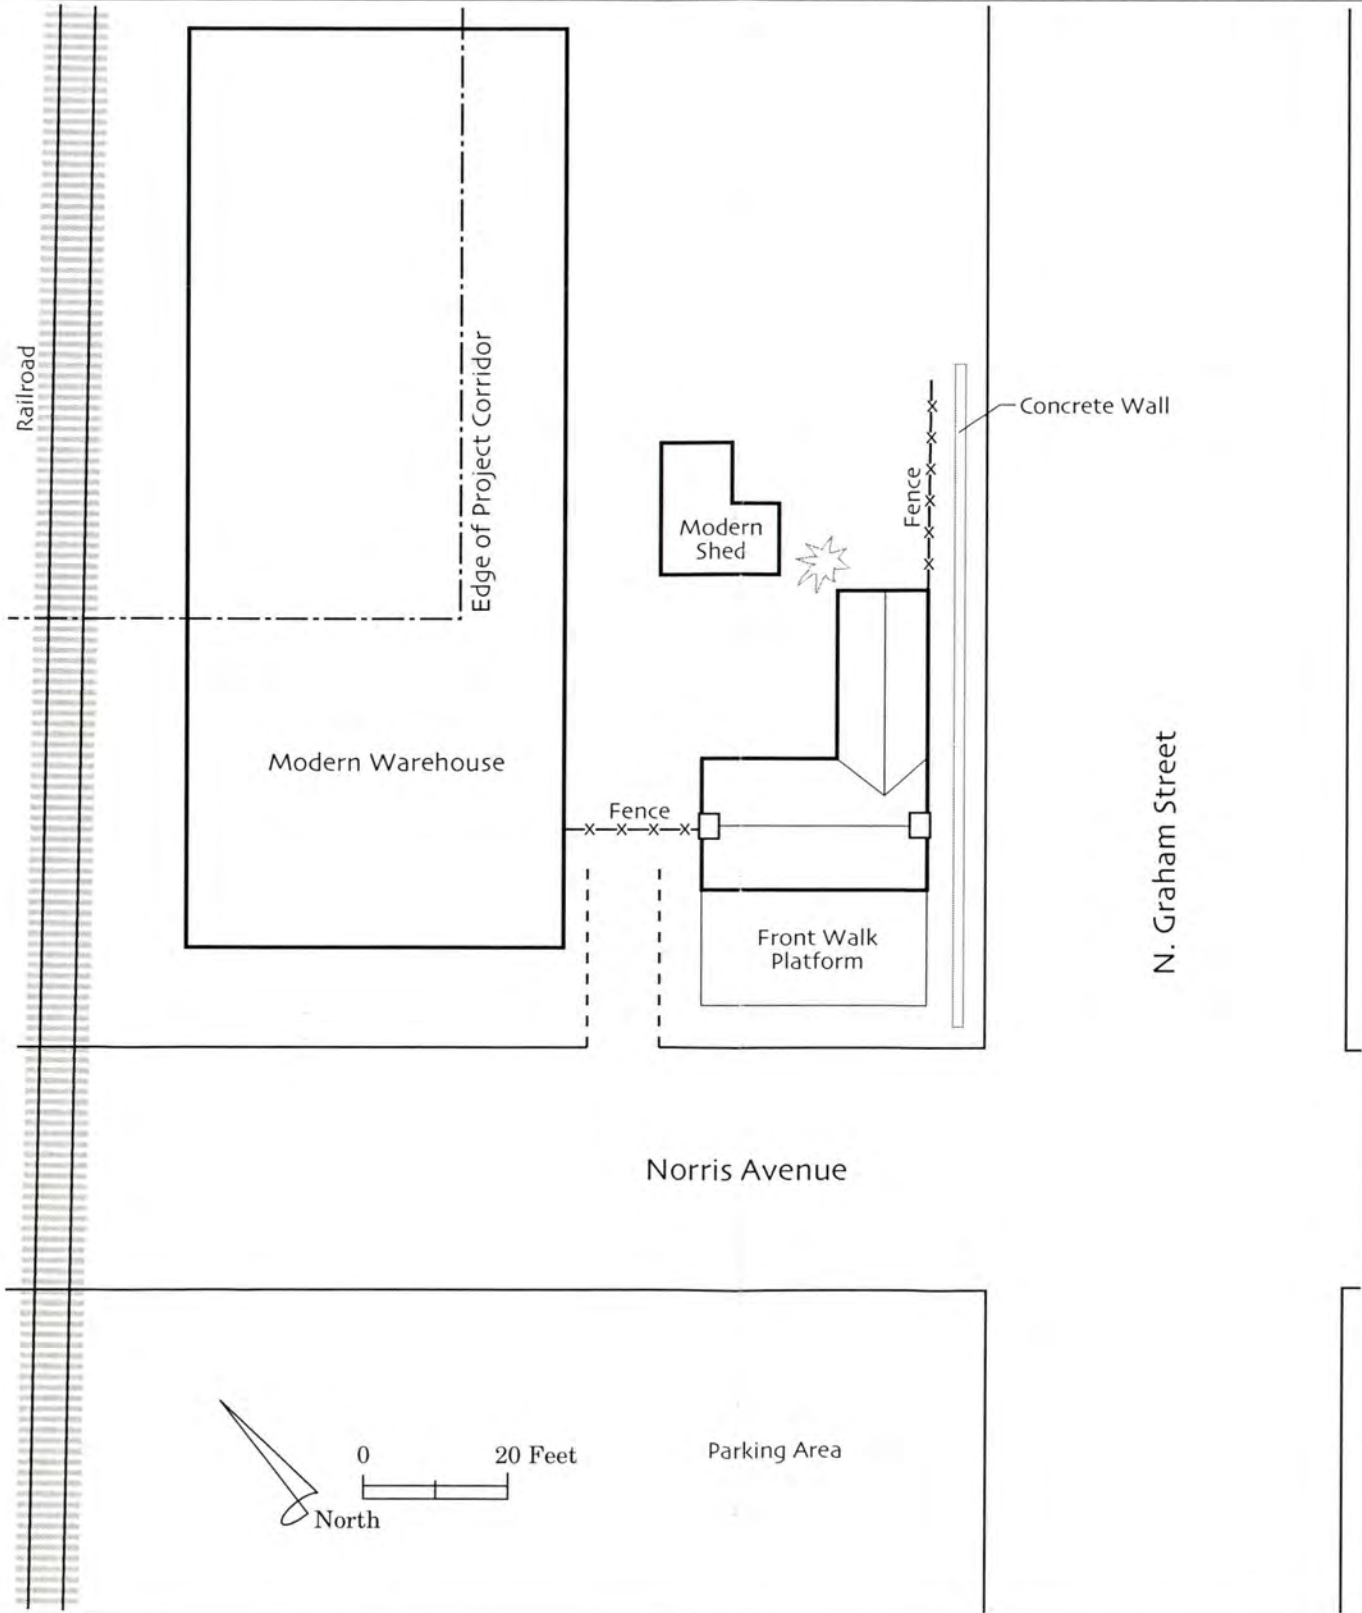 Railroad
Edge of Project Corridor
Concrete Wall
Fence
Modern
Shed
Modern Warehouse
Fence
N. Graham Street
Front Walk
Platform
Norris Avenue
0 20 Feet
Parking Area
North